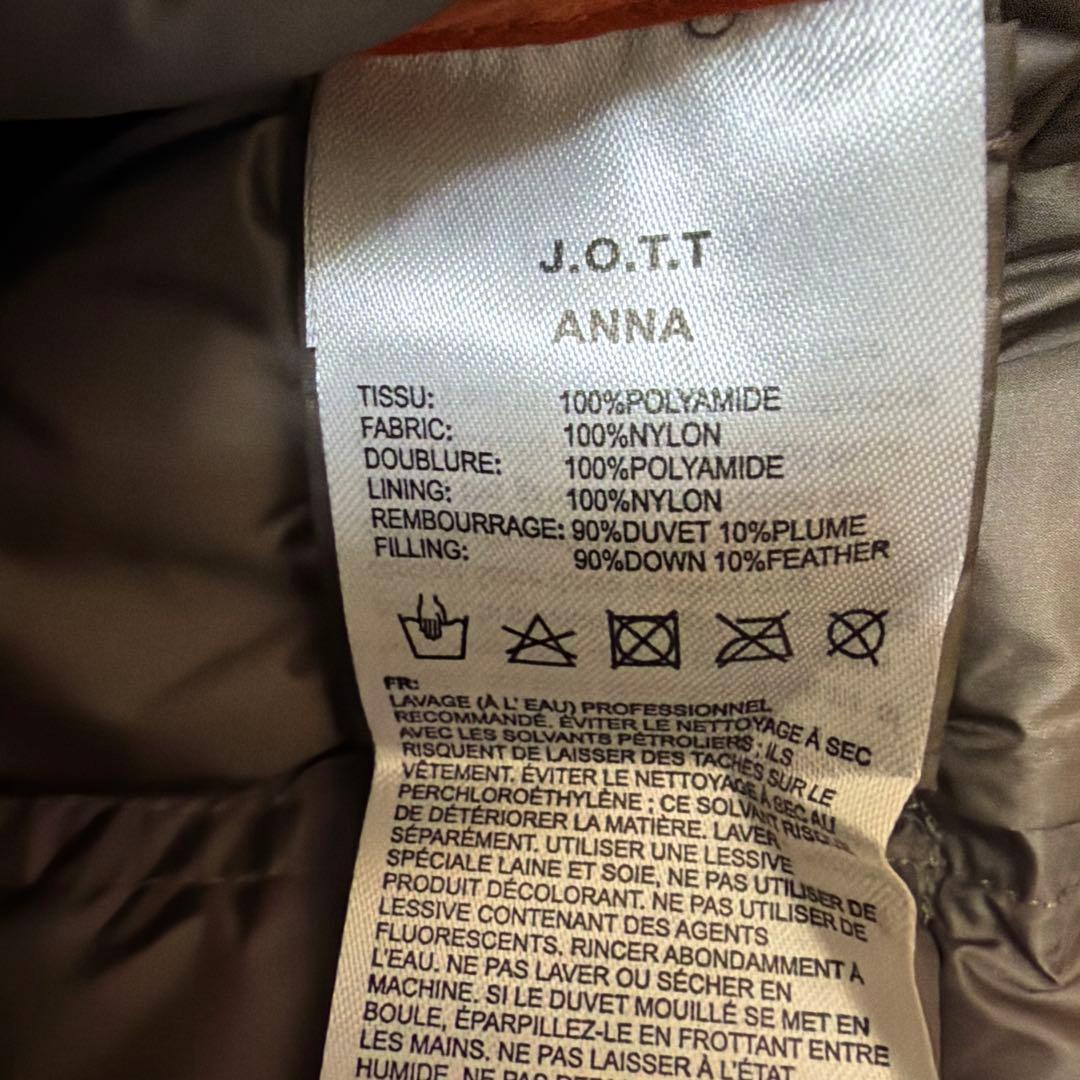 J.O.T.T
ANNA
TISSU: 100%POLYAMIDE
FABRIC: 100%NYLON
DOUBLURE: 100%POLYAMIDE
LINING: 100%NYLON
REMBOURRAGE: 90%DUVET 10%PLUME
FILLING: 90%DOWN 10%FEATHER
FR:
LAVAGE (À L' EAU) PROFESSIONNEL
RECOMMANDÉ. ÉVITER LE NETTOYAGE À SEC
AVEC LES SOLVANTS PÉTROLIERS ; ILS
RISQUENT DE LAISSER DES TACHES SUR LE
VÊTEMENT. ÉVITER LE NETTOYAGE À SEC AU
PERCHLOROÉTHYLÈNE : CE SOLVANT
DE DÉTÉRIORER LA MATIÈRE. LAVER
SÉPARÉMENT. UTILISER UNE LESSIVE
SPÉCIALE LAINE ET SOIE, NE PAS UTILISER DE
PRODUIT DÉCOLORANT. NE PAS UTILISER DE
LESSIVE CONTENANT DES AGENTS
FLUORESCENTS. RINCER ABONDAMMENT A
L'EAU. NE PAS LAVER OU SÉCHER EN
MACHINE. SI LE DUVET MOUILLÉ SE MET EN
BOULE, ÉPARPILLEZ-LE EN FROTTANT ENTRE
LES MAINS. NE PAS LAISSER À L'ÉTAT
HUMIDE. NE PAS